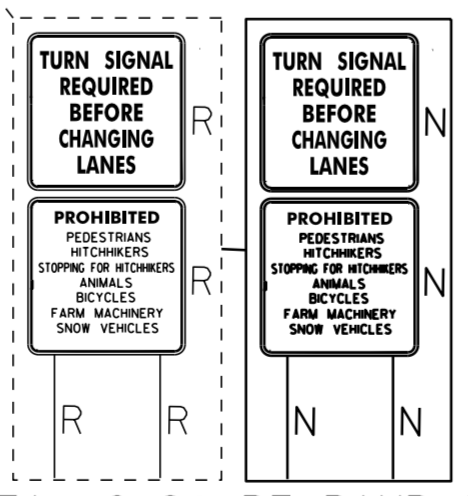 TURN SIGNAL
REQUIRED
BEFORE
CHANGING
LANES
R
PROHIBITED
PEDESTRIANS
HITCHHIKERS
STOPPING FOR HITCHHIKERS
ANIMALS
BICYCLES
FARM MACHINERY
SNOW VEHICLES
R
R R
TURN SIGNAL
REQUIRED
BEFORE
CHANGING
LANES
N
PROHIBITED
PEDESTRIANS
HITCHHIKERS
STOPPING FOR HITCHHIKERS
ANIMALS
BICYCLES
FARM MACHINERY
SNOW VEHICLES
N
N N